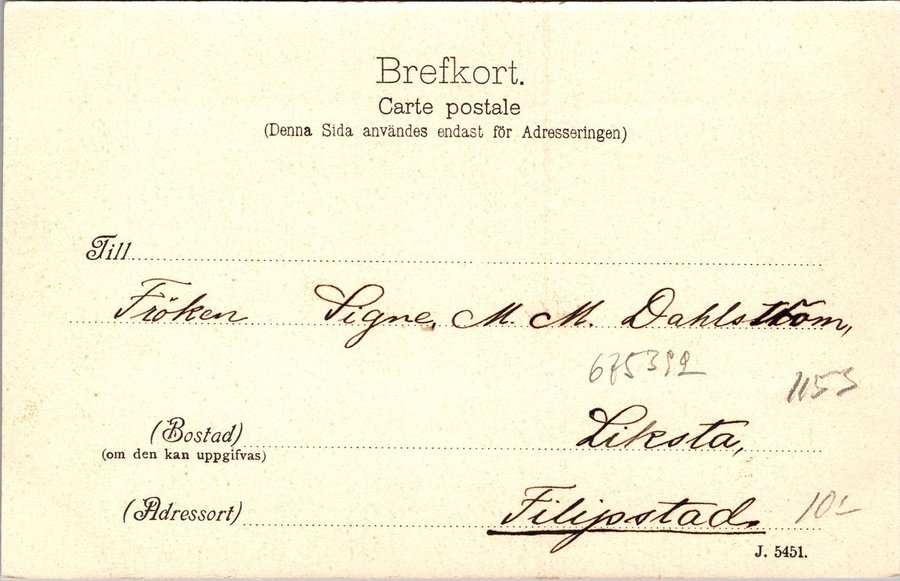 Brefkort.
Carte postale
(Denna Sida användes endast för Adresseringen)
Till
Fröken Signe, M. M. Dahlström,
675392
1153
(Bostad) Liksta,
(om den kan uppgifvas)
(Adressort) Filipstad.
10-
J. 5451.